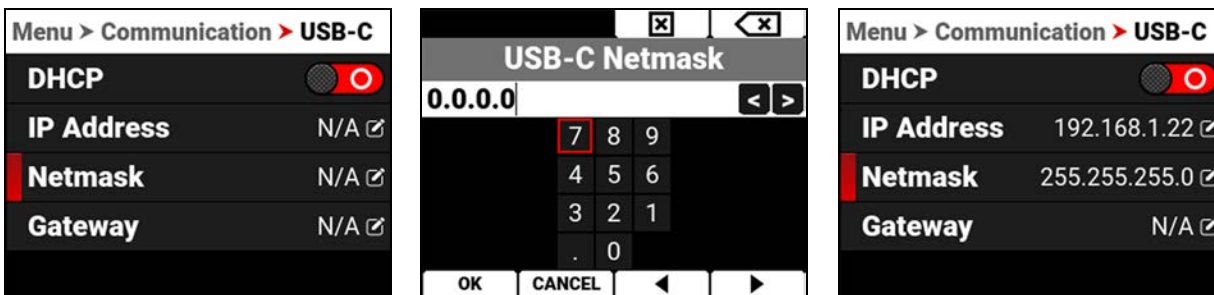 Menu > Communication > USB-C
DHCP
IP Address N/A
Netmask N/A
Gateway N/A
USB-C Netmask
0.0.0.0 < >
7 8 9
4 5 6
3 2 1
. 0
OK CANCEL
Menu > Communication > USB-C
DHCP
IP Address 192.168.1.22
Netmask 255.255.255.0
Gateway N/A